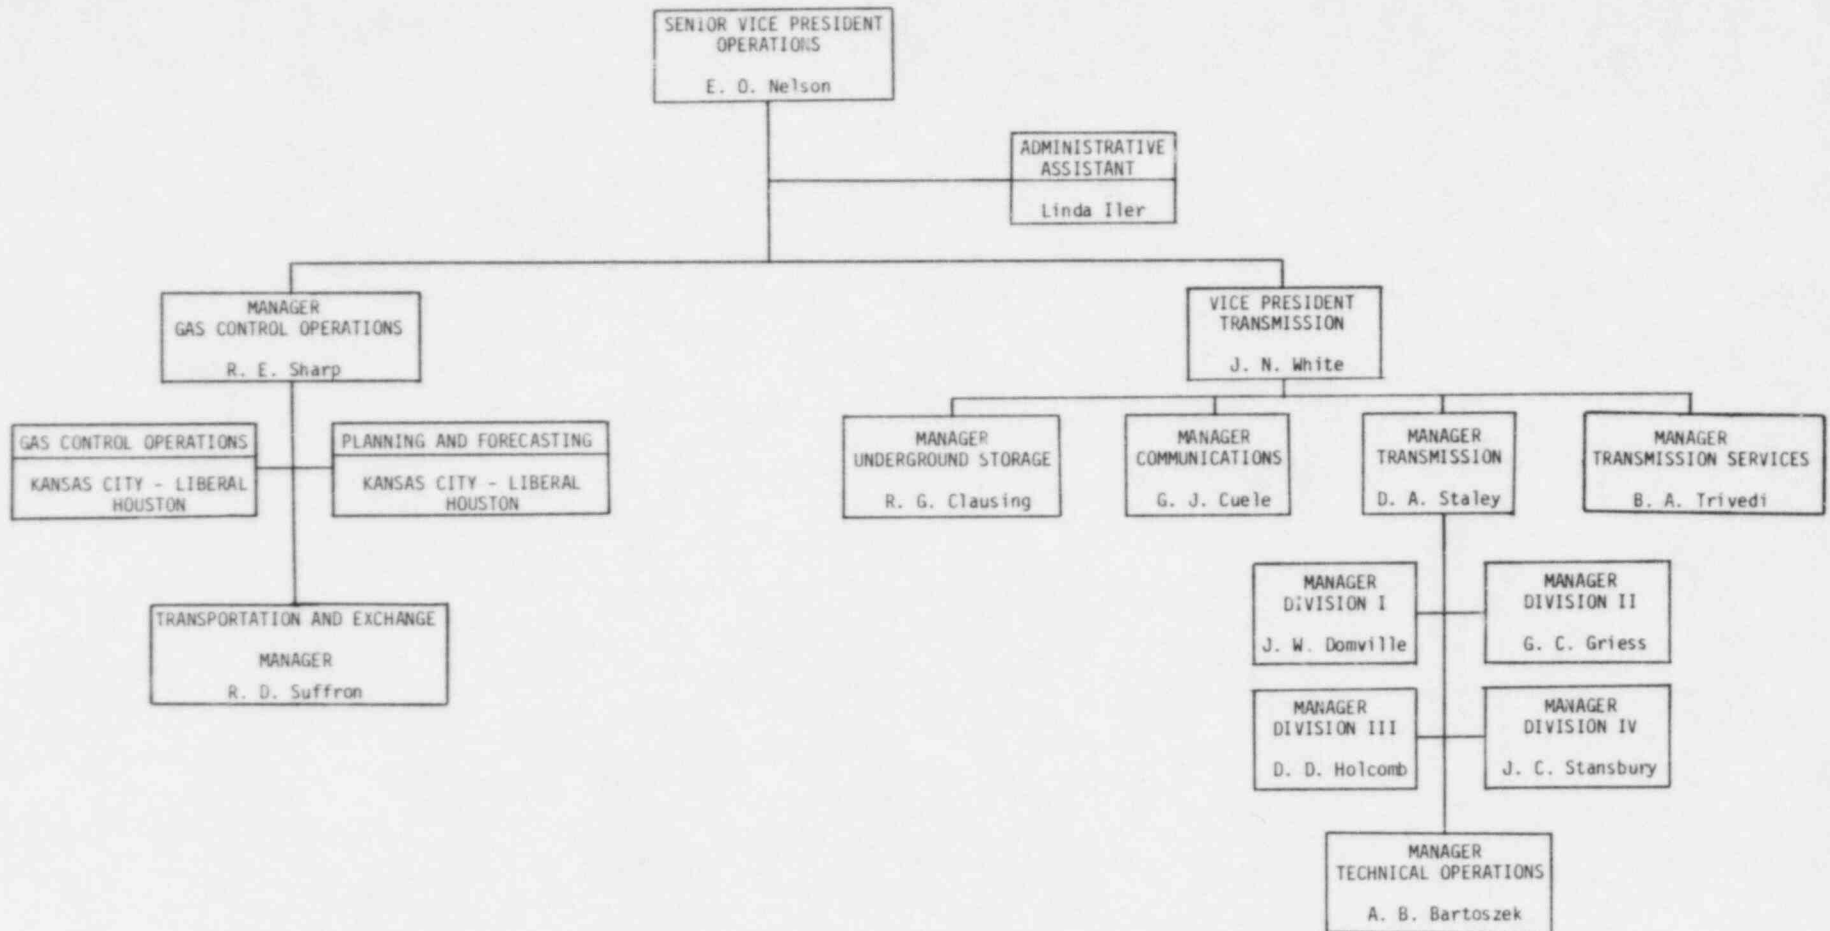 SENIOR VICE PRESIDENT
OPERATIONS
E. O. Nelson
ADMINISTRATIVE
ASSISTANT
Linda Iler
MANAGER
GAS CONTROL OPERATIONS
R. E. Sharp
VICE PRESIDENT
TRANSMISSION
J. N. White
GAS CONTROL OPERATIONS
KANSAS CITY - LIBERAL
HOUSTON
PLANNING AND FORECASTING
KANSAS CITY - LIBERAL
HOUSTON
TRANSPORTATION AND EXCHANGE
MANAGER
R. D. Suffron
MANAGER
UNDERGROUND STORAGE
R. G. Clausing
MANAGER
COMMUNICATIONS
G. J. Cuele
MANAGER
TRANSMISSION
D. A. Staley
MANAGER
TRANSMISSION SERVICES
B. A. Trivedi
MANAGER
DIVISION I
J. W. Domville
MANAGER
DIVISION II
G. C. Griess
MANAGER
DIVISION III
D. D. Holcomb
MANAGER
DIVISION IV
J. C. Stansbury
MANAGER
TECHNICAL OPERATIONS
A. B. Bartoszek